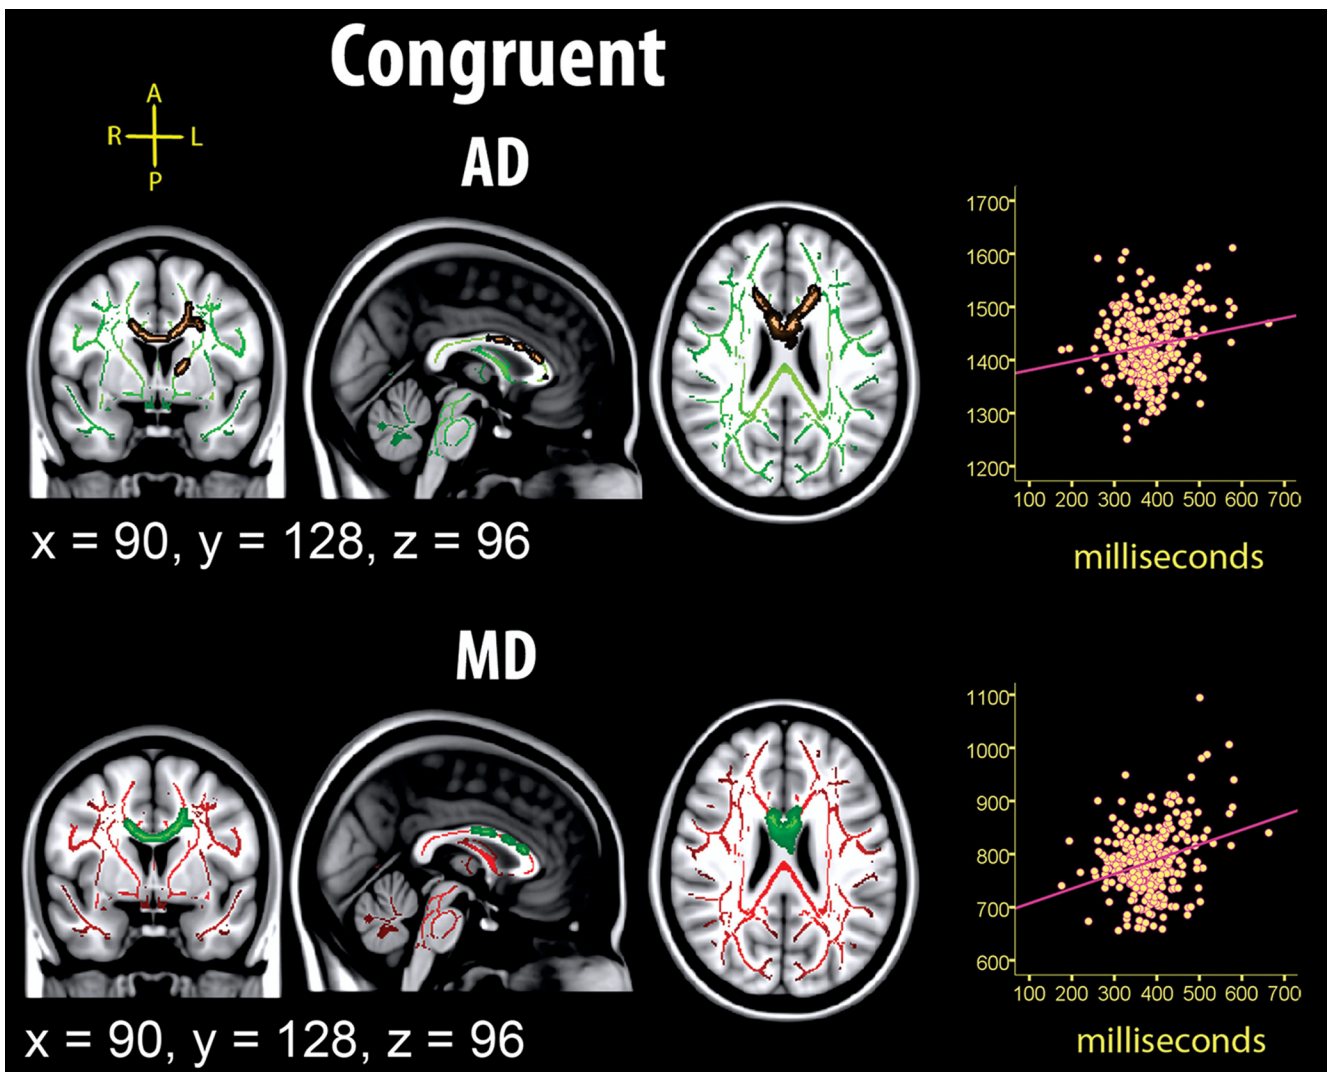 Congruent
A
R L
P
AD
1700
1600
1500
1400
1300
1200
100 200 300 400 500 600 700
milliseconds
x = 90, y = 128, z = 96
MD
1100
1000
900
800
700
600
100 200 300 400 500 600 700
milliseconds
x = 90, y = 128, z = 96